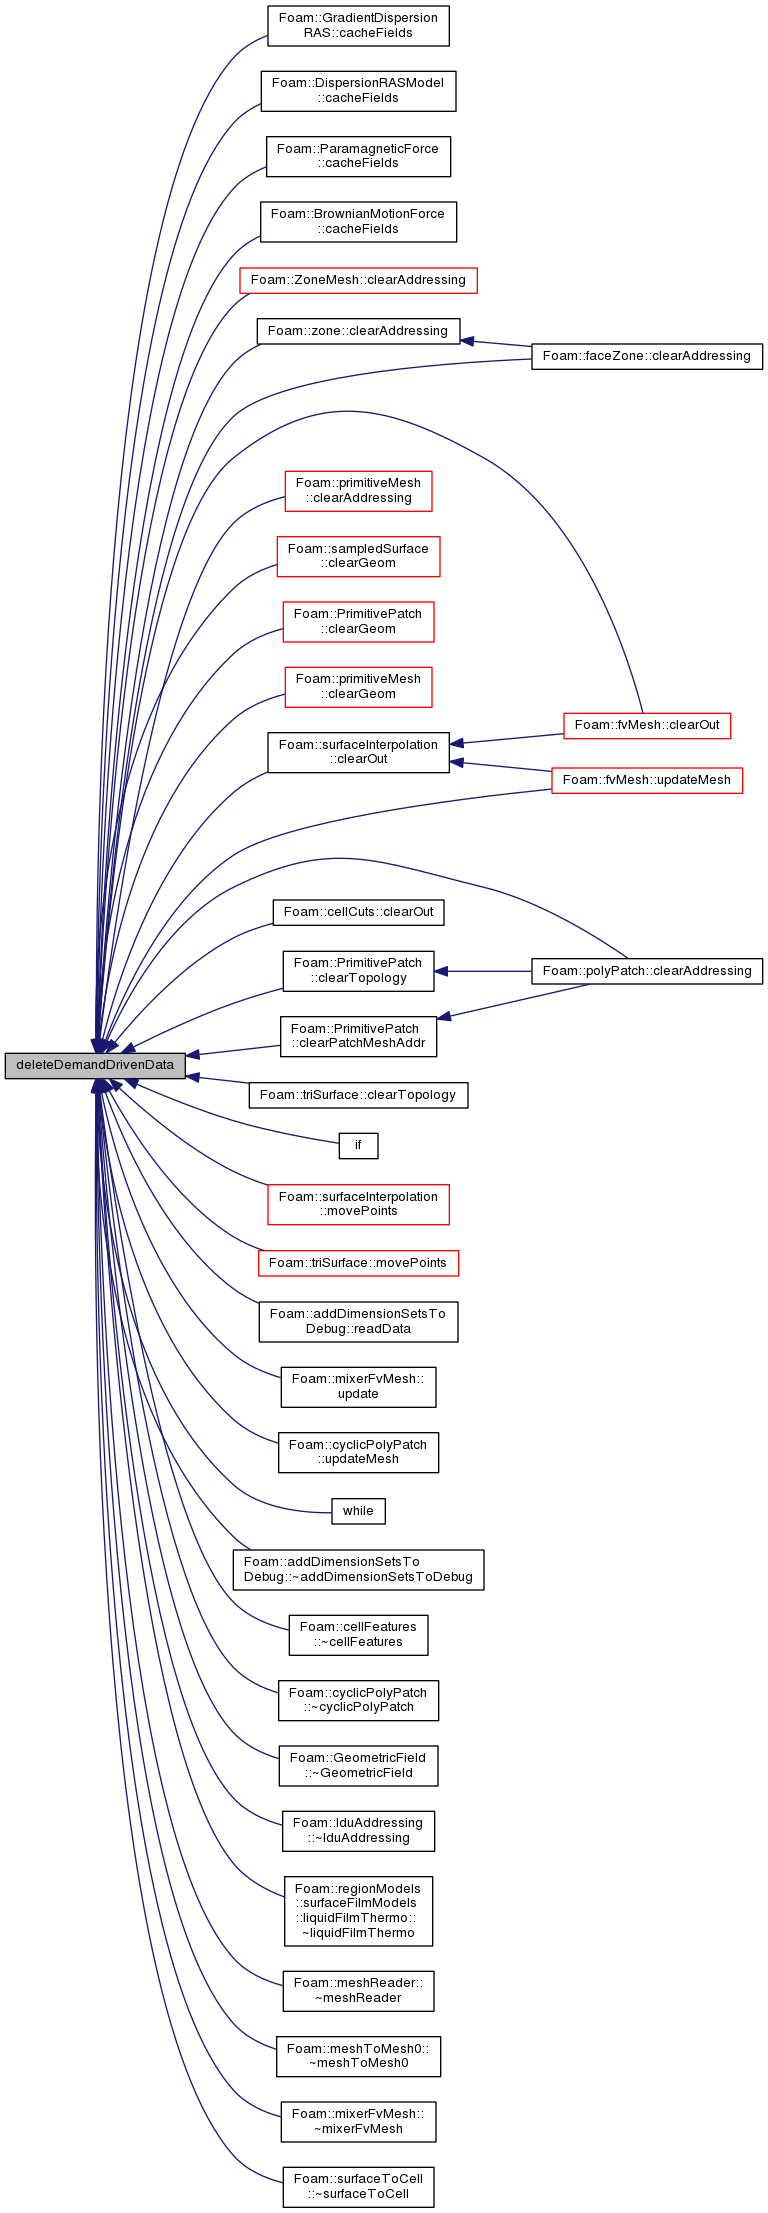 Foam::GradientDispersion
RAS::cacheFields
Foam::DispersionRASModel
::cacheFields
Foam::ParamagneticForce
::cacheFields
Foam::BrownianMotionForce
::cacheFields
Foam::ZoneMesh::clearAddressing
Foam::zone::clearAddressing
Foam::faceZone::clearAddressing
Foam::primitiveMesh
::clearAddressing
Foam::sampledSurface
::clearGeom
Foam::PrimitivePatch
::clearGeom
Foam::primitiveMesh
::clearGeom
Foam::fvMesh::clearOut
Foam::surfaceInterpolation
::clearOut
Foam::fvMesh::updateMesh
Foam::cellCuts::clearOut
Foam::PrimitivePatch
::clearTopology
Foam::polyPatch::clearAddressing
Foam::PrimitivePatch
::clearPatchMeshAddr
deleteDemandDrivenData
Foam::triSurface::clearTopology
if
Foam::surfaceInterpolation
::movePoints
Foam::triSurface::movePoints
Foam::addDimensionSetsTo
Debug::readData
Foam::mixerFvMesh::
update
Foam::cyclicPolyPatch
::updateMesh
while
Foam::addDimensionSetsTo
Debug::~addDimensionSetsToDebug
Foam::cellFeatures
::~cellFeatures
Foam::cyclicPolyPatch
::~cyclicPolyPatch
Foam::GeometricField
::~GeometricField
Foam::lduAddressing
::~lduAddressing
Foam::regionModels
::surfaceFilmModels
::liquidFilmThermo::
~liquidFilmThermo
Foam::meshReader::
~meshReader
Foam::meshToMesh0::
~meshToMesh0
Foam::mixerFvMesh::
~mixerFvMesh
Foam::surfaceToCell
::~surfaceToCell